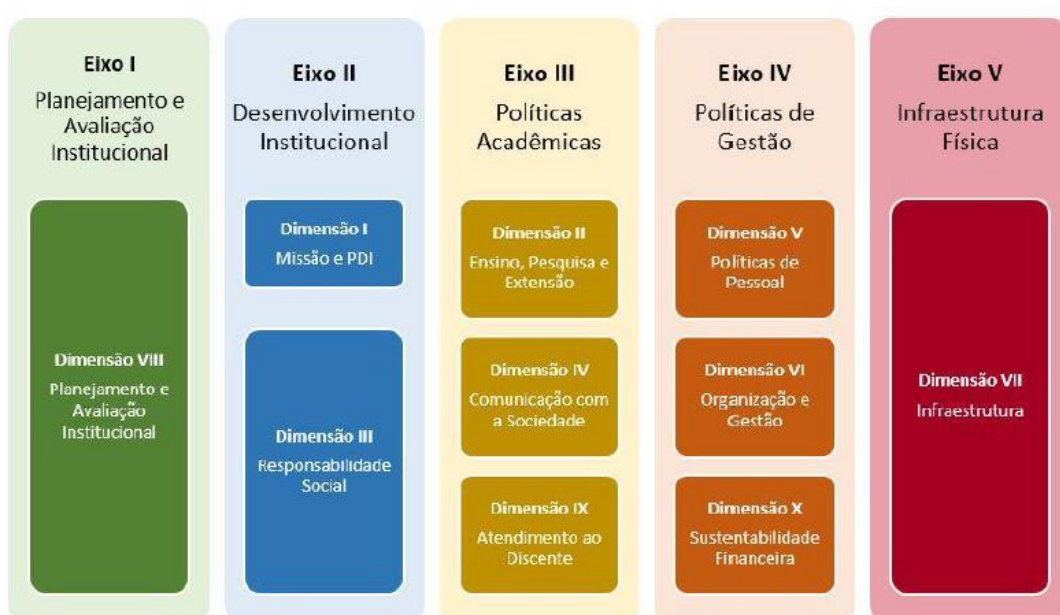 Eixo I
Planejamento e
Avaliação
Institucional
Dimensão VIII
Planejamento e
Avaliação
Institucional
Eixo II
Desenvolvimento
Institucional
Dimensão I
Missão e PDI
Dimensão III
Responsabilidade
Social
Eixo III
Políticas
Acadêmicas
Dimensão II
Ensino, Pesquisa e
Extensão
Dimensão IV
Comunicação com
a Sociedade
Dimensão IX
Atendimento ao
Discente
Eixo IV
Políticas de
Gestão
Dimensão V
Políticas de
Pessoal
Dimensão VI
Organização e
Gestão
Dimensão X
Sustentabilidade
Financeira
Eixo V
Infraestrutura
Física
Dimensão VII
Infraestrutura